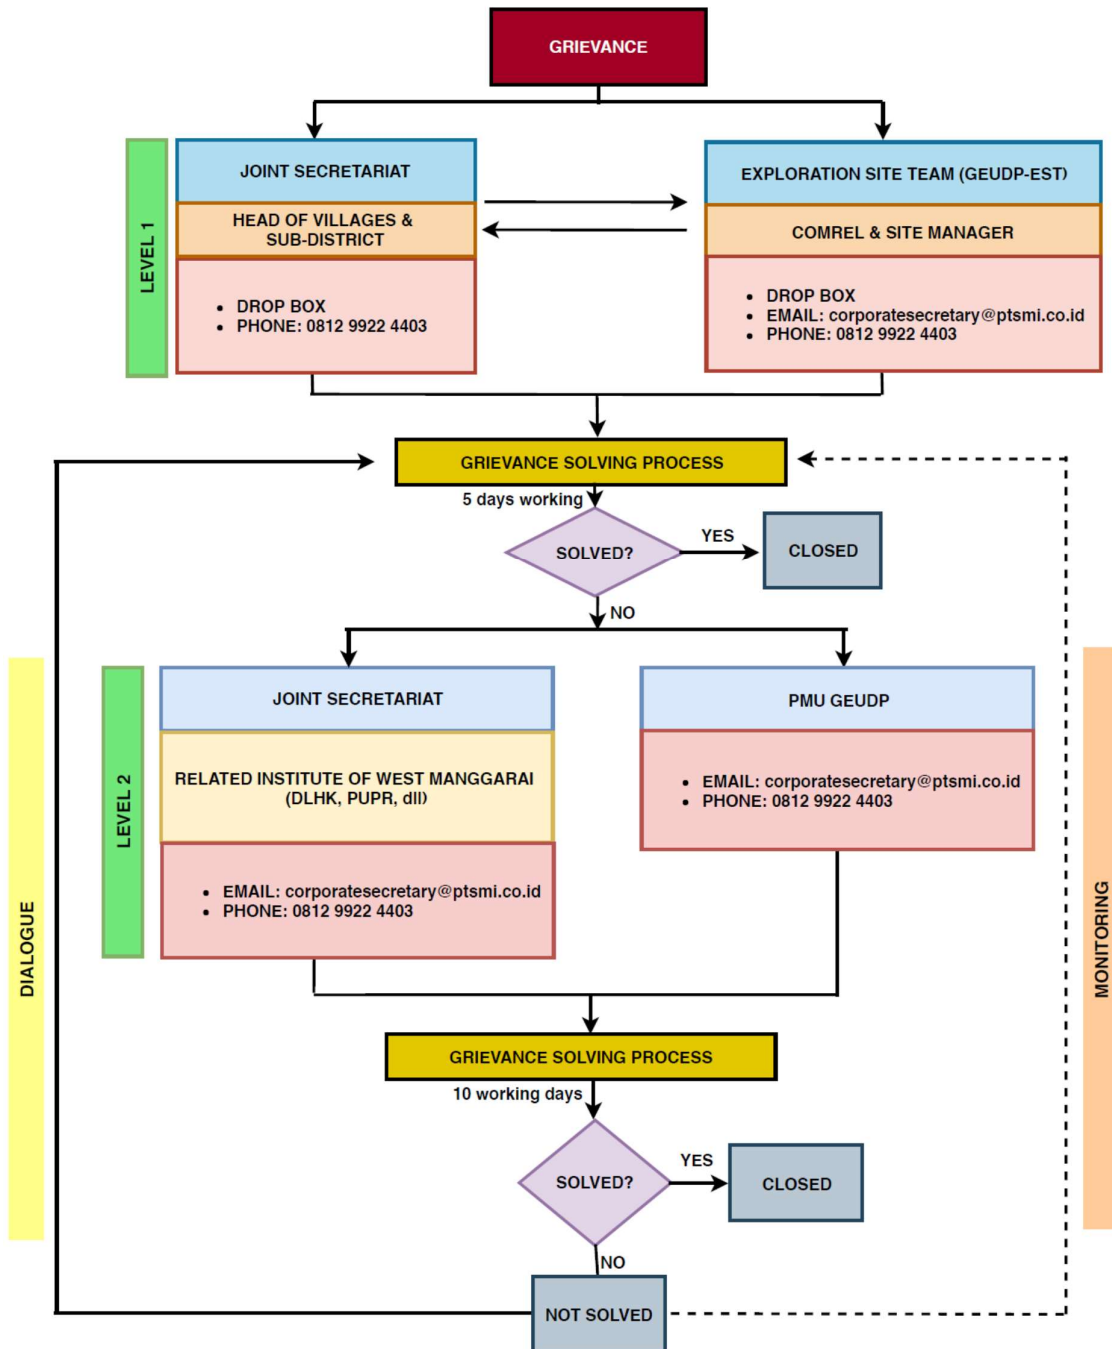 GRIEVANCE
JOINT SECRETARIAT
HEAD OF VILLAGES &
SUB-DISTRICT
• DROP BOX
• PHONE: 0812 9922 4403
EXPLORATION SITE TEAM (GEUDP-EST)
COMREL & SITE MANAGER
• DROP BOX
• EMAIL: corporatesecretary@ptsmi.co.id
• PHONE: 0812 9922 4403
LEVEL 1
GRIEVANCE SOLVING PROCESS
5 days working
SOLVED?
YES
CLOSED
NO
JOINT SECRETARIAT
RELATED INSTITUTE OF WEST MANGGARAI
(DLHK, PUPR, dll)
• EMAIL: corporatesecretary@ptsmi.co.id
• PHONE: 0812 9922 4403
PMU GEUDP
• EMAIL: corporatesecretary@ptsmi.co.id
• PHONE: 0812 9922 4403
LEVEL 2
DIALOGUE
MONITORING
GRIEVANCE SOLVING PROCESS
10 working days
SOLVED?
YES
CLOSED
NO
NOT SOLVED